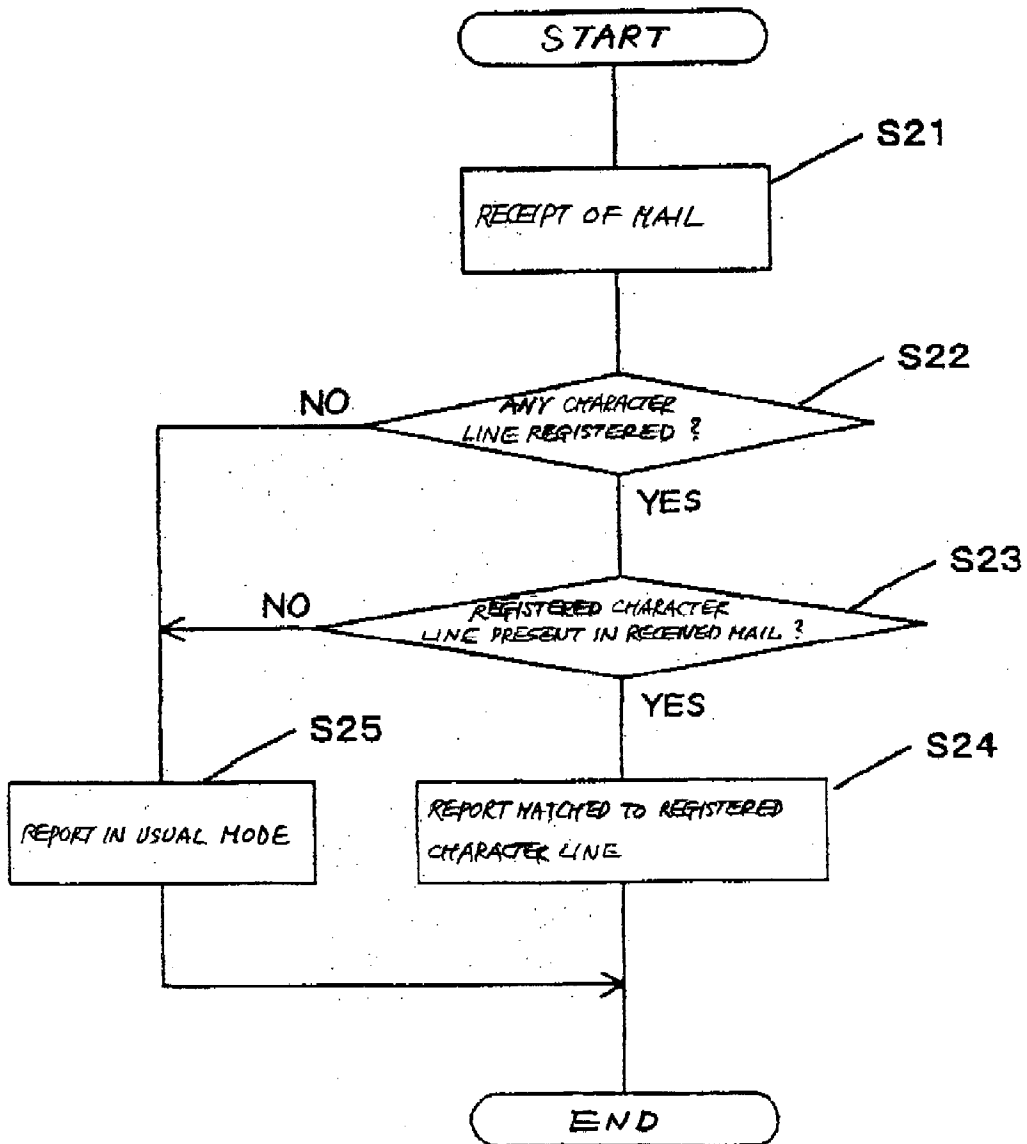 START
S21
RECEIPT OF MAIL
S22
NO
ANY CHARACTER
LINE REGISTERED ?
YES
S23
NO
REGISTERED CHARACTER
LINE PRESENT IN RECEIVED MAIL ?
YES
S25
S24
REPORT IN USUAL MODE
REPORT MATCHED TO REGISTERED
CHARACTER LINE
END